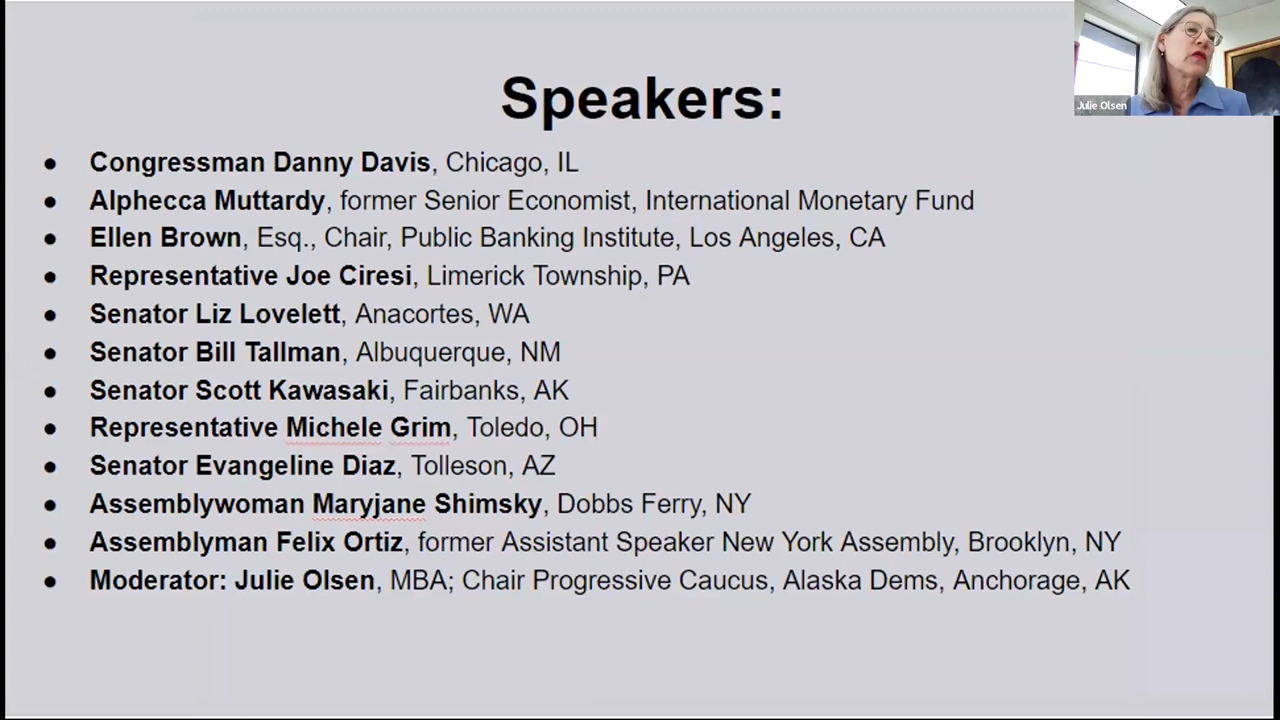 Speakers:
Julie Olsen
● Congressman Danny Davis, Chicago, IL
● Alphecca Muttardy, former Senior Economist, International Monetary Fund
● Ellen Brown, Esq., Chair, Public Banking Institute, Los Angeles, CA
● Representative Joe Ciresi, Limerick Township, PA
● Senator Liz Lovelett, Anacortes, WA
● Senator Bill Tallman, Albuquerque, NM
● Senator Scott Kawasaki, Fairbanks, AK
● Representative Michele Grim, Toledo, OH
● Senator Evangeline Diaz, Tolleson, AZ
● Assemblywoman Maryjane Shimsky, Dobbs Ferry, NY
● Assemblyman Felix Ortiz, former Assistant Speaker New York Assembly, Brooklyn, NY
● Moderator: Julie Olsen, MBA; Chair Progressive Caucus, Alaska Dems, Anchorage, AK